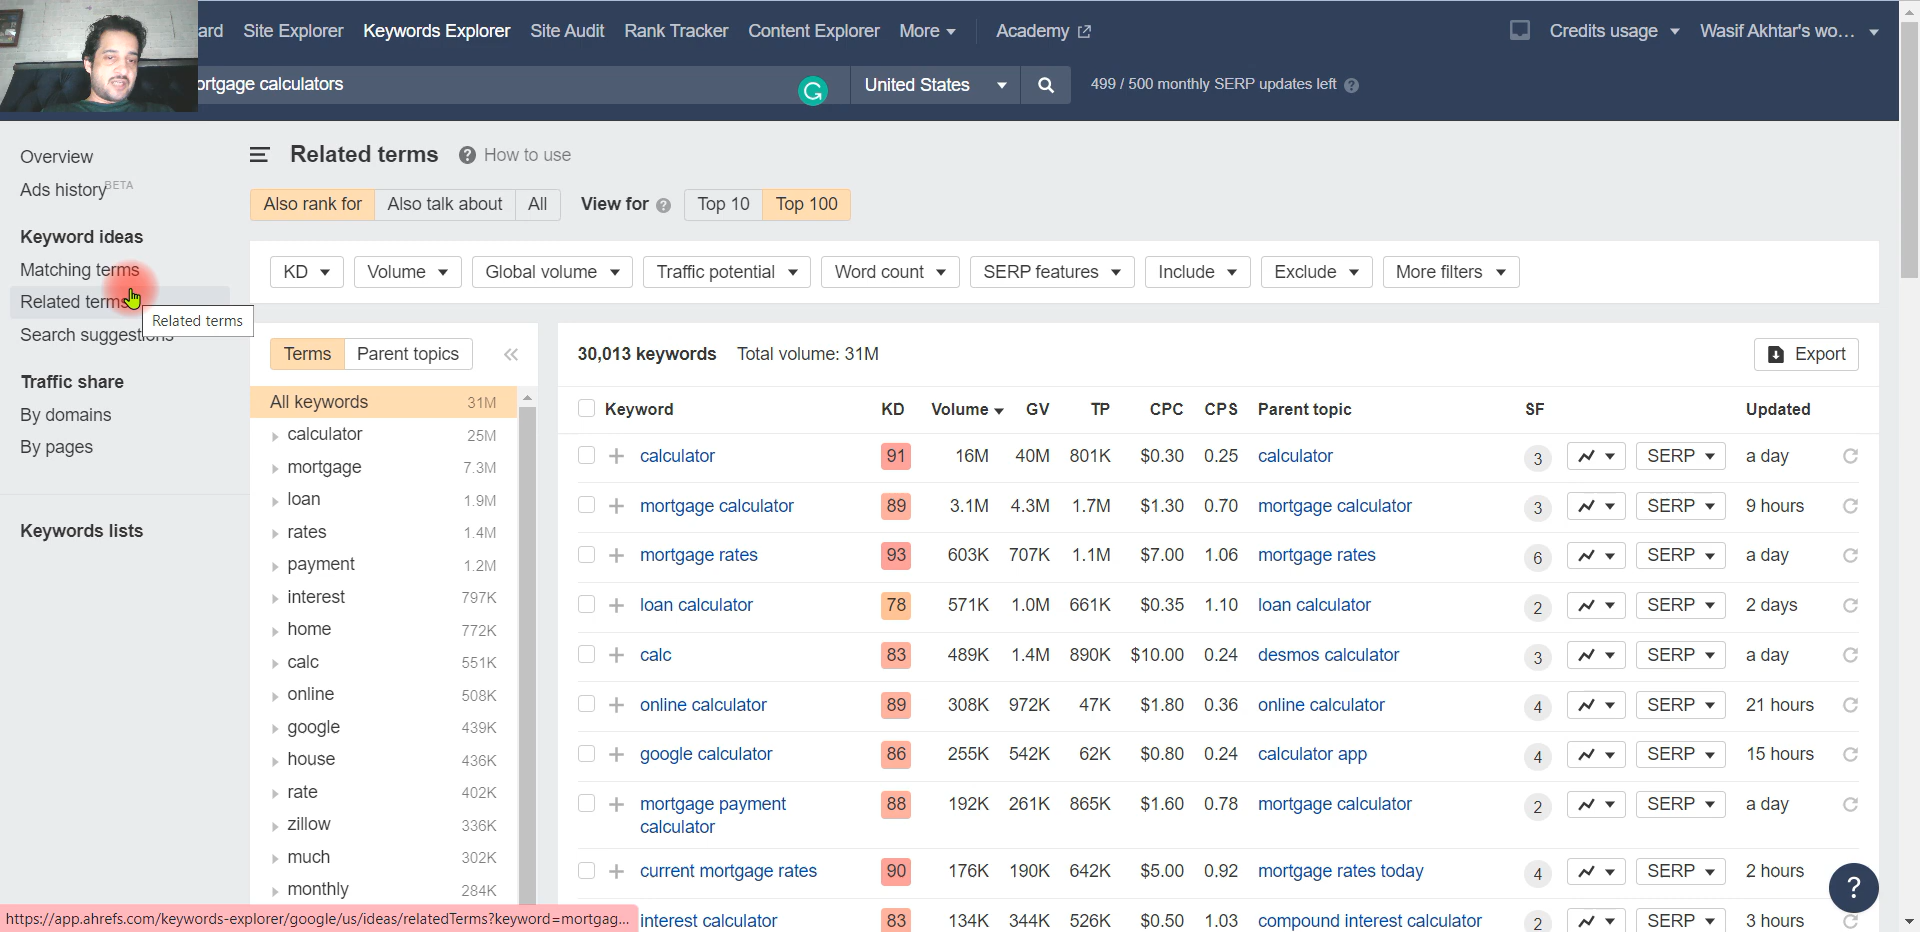 ard Site Explorer Keywords Explorer Site Audit Rank Tracker Content Explorer More Academy Credits usage Wasif Akhtar's wo...
ortgage calculators G United States 499 / 500 monthly SERP updates left ?
Overview
Ads history BETA
Keyword ideas
Matching terms
Related terms
Related terms
Search suggestions
Traffic share
By domains
By pages
Keywords lists
Related terms ? How to use
Also rank for Also talk about All View for ? Top 10 Top 100
KD Volume Global volume Traffic potential Word count SERP features Include Exclude More filters
Terms Parent topics
All keywords 31M
calculator 25M
mortgage 7.3M
loan 1.9M
rates 1.4M
payment 1.2M
interest 797K
home 772K
calc 551K
online 508K
google 439K
house 436K
rate 402K
zillow 336K
much 302K
monthly 284K
30,013 keywords Total volume: 31M Export
Keyword KD Volume GV TP CPC CPS Parent topic SF Updated
calculator 91 16M 40M 801K $0.30 0.25 calculator 3 SERP a day
mortgage calculator 89 3.1M 4.3M 1.7M $1.30 0.70 mortgage calculator 3 SERP 9 hours
mortgage rates 93 603K 707K 1.1M $7.00 1.06 mortgage rates 6 SERP a day
loan calculator 78 571K 1.0M 661K $0.35 1.10 loan calculator 2 SERP 2 days
calc 83 489K 1.4M 890K $10.00 0.24 desmos calculator 3 SERP a day
online calculator 89 308K 972K 47K $1.80 0.36 online calculator 4 SERP 21 hours
google calculator 86 255K 542K 62K $0.80 0.24 calculator app 4 SERP 15 hours
mortgage payment 88 192K 261K 865K $1.60 0.78 mortgage calculator 2 SERP a day
calculator
current mortgage rates 90 176K 190K 642K $5.00 0.92 mortgage rates today 4 SERP 2 hours
interest calculator 83 134K 344K 526K $0.50 1.03 compound interest calculator 2 SERP 3 hours
?
https://app.ahrefs.com/keywords-explorer/google/us/ideas/relatedTerms?keyword=mortgag...